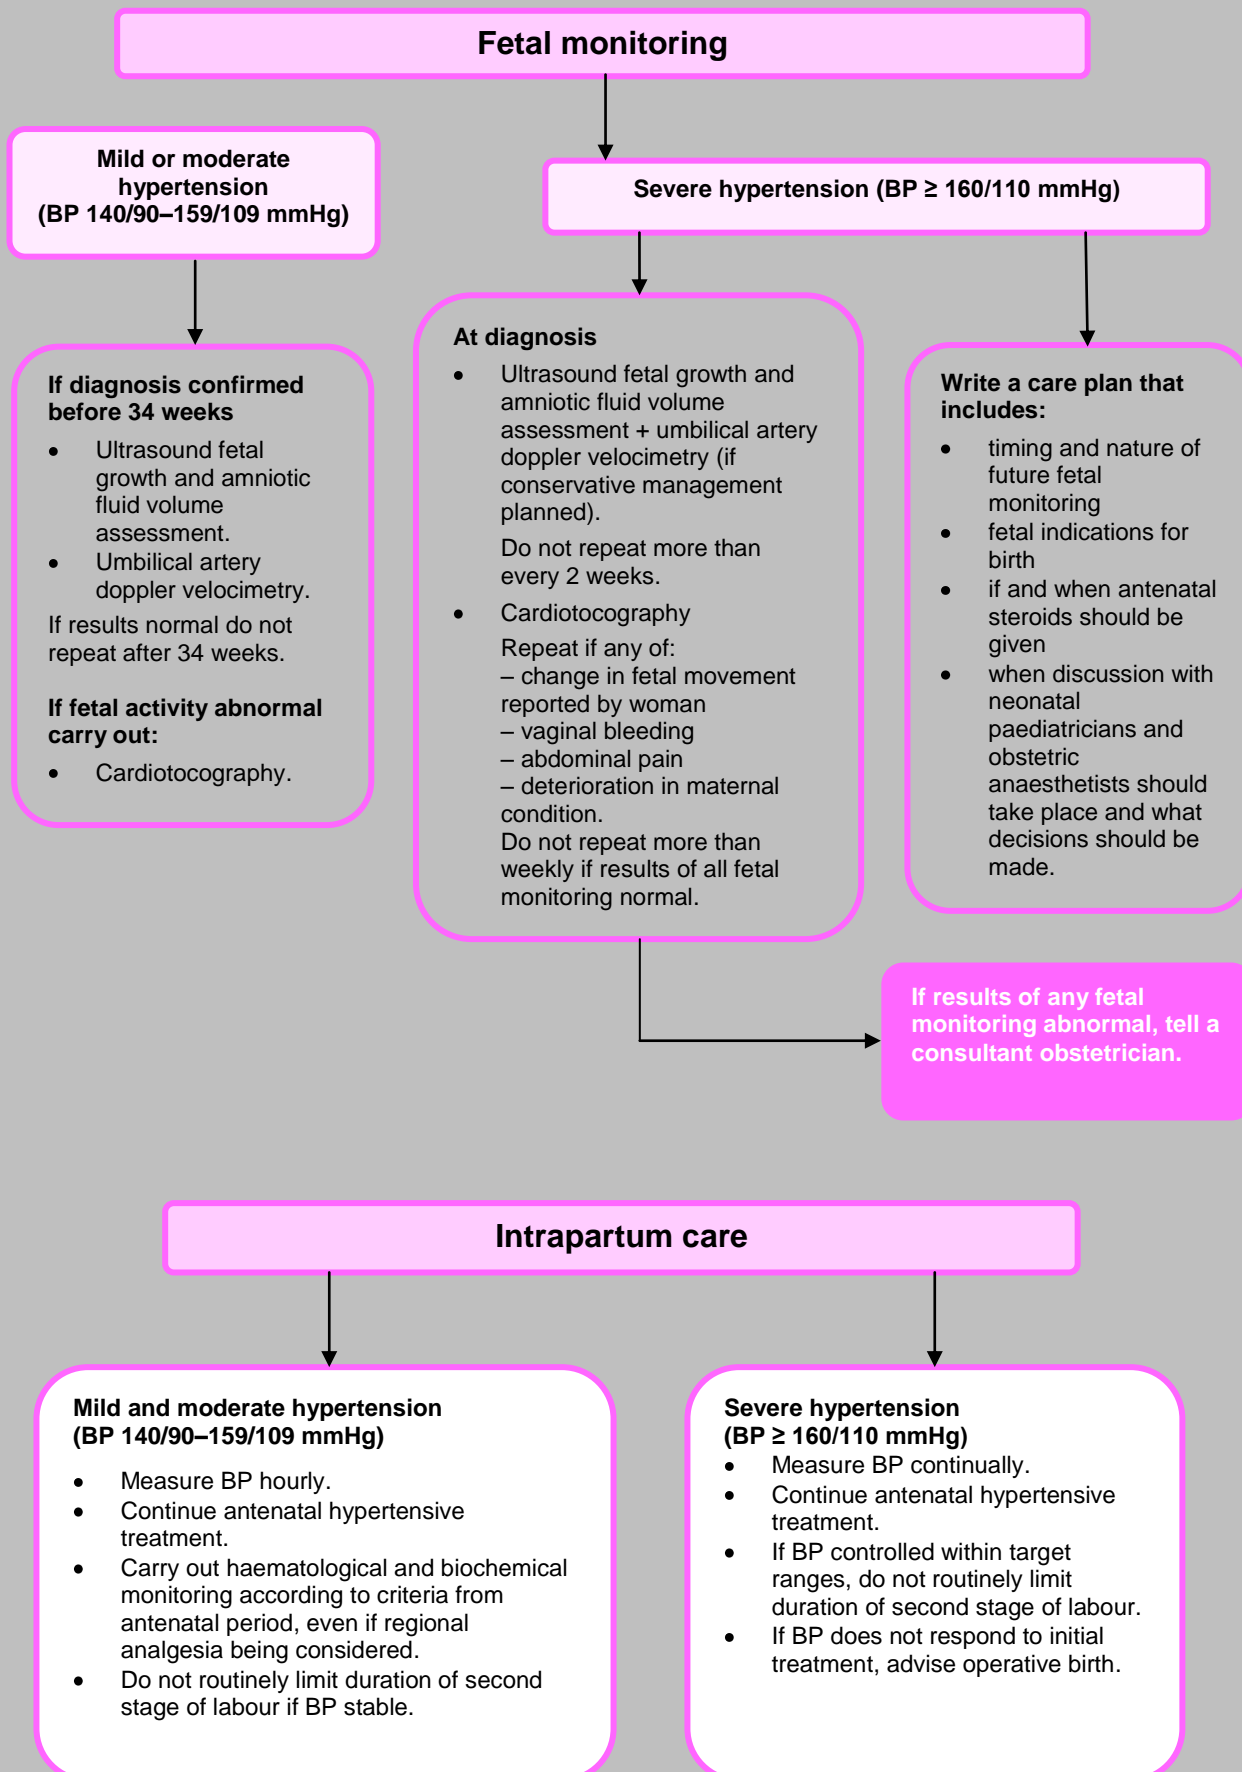 Fetal monitoring
Mild or moderate
hypertension
(BP 140/90–159/109 mmHg)
Severe hypertension (BP ≥ 160/110 mmHg)
If diagnosis confirmed
before 34 weeks
• Ultrasound fetal
growth and amniotic
fluid volume
assessment.
• Umbilical artery
doppler velocimetry.
If results normal do not
repeat after 34 weeks.
If fetal activity abnormal
carry out:
• Cardiotocography.
At diagnosis
• Ultrasound fetal growth and
amniotic fluid volume
assessment + umbilical artery
doppler velocimetry (if
conservative management
planned).
Do not repeat more than
every 2 weeks.
• Cardiotocography
Repeat if any of:
– change in fetal movement
reported by woman
– vaginal bleeding
– abdominal pain
– deterioration in maternal
condition.
Do not repeat more than
weekly if results of all fetal
monitoring normal.
Write a care plan that
includes:
• timing and nature of
future fetal
monitoring
• fetal indications for
birth
• if and when antenatal
steroids should be
given
• when discussion with
neonatal
paediatricians and
obstetric
anaesthetists should
take place and what
decisions should be
made.
If results of any fetal
monitoring abnormal, tell a
consultant obstetrician.
Intrapartum care
Mild and moderate hypertension
(BP 140/90–159/109 mmHg)
• Measure BP hourly.
• Continue antenatal hypertensive
treatment.
• Carry out haematological and biochemical
monitoring according to criteria from
antenatal period, even if regional
analgesia being considered.
• Do not routinely limit duration of second
stage of labour if BP stable.
Severe hypertension
(BP ≥ 160/110 mmHg)
• Measure BP continually.
• Continue antenatal hypertensive
treatment.
• If BP controlled within target
ranges, do not routinely limit
duration of second stage of labour.
• If BP does not respond to initial
treatment, advise operative birth.